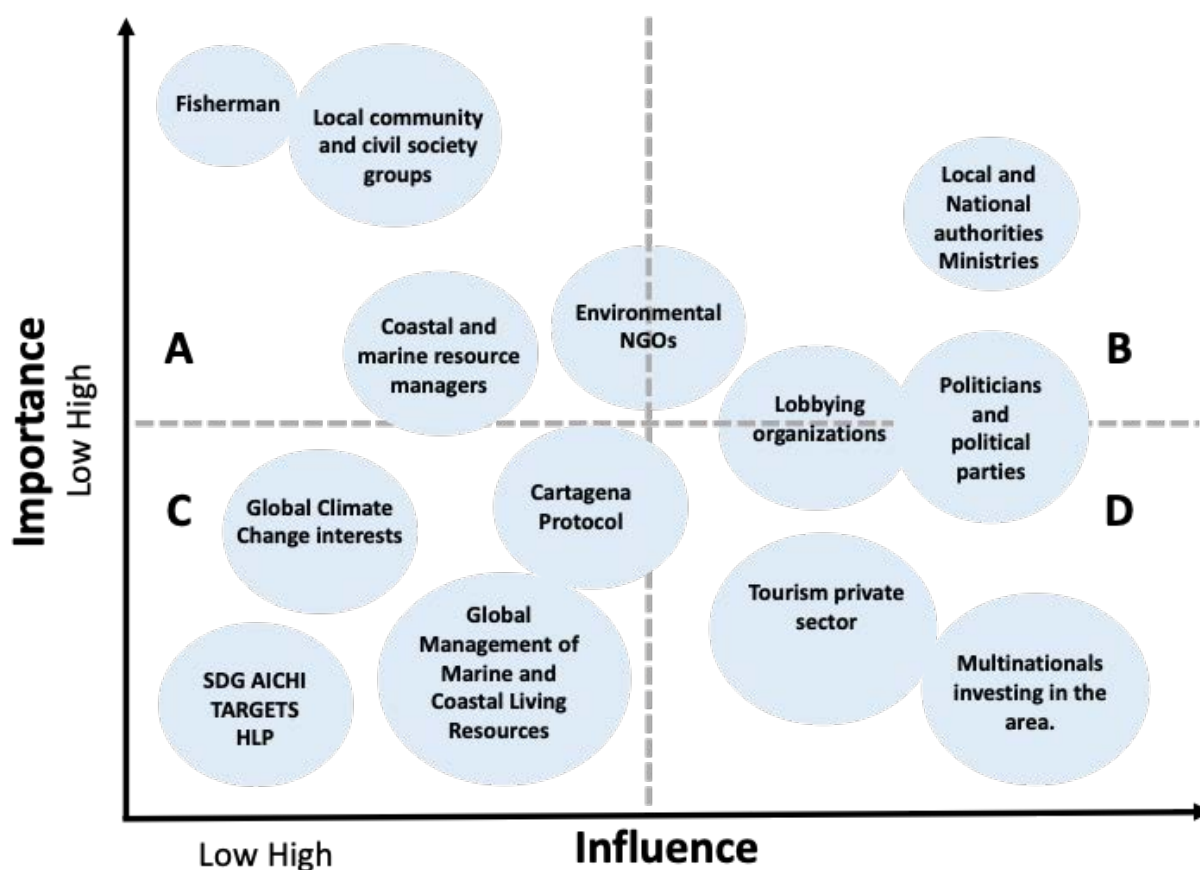 Fisherman
Local community
and civil society
groups
Local and
National
authorities
Ministries
Coastal and
marine resource
managers
Environmental
NGOs
A
B
Lobbying
organizations
Politicians
and
political
parties
Importance
Low High
C
D
Global Climate
Change interests
Cartagena
Protocol
SDG AICHI
TARGETS
HLP
Global
Management of
Marine and
Coastal Living
Resources
Tourism private
sector
Multinationals
investing in the
area.
Low High
Influence